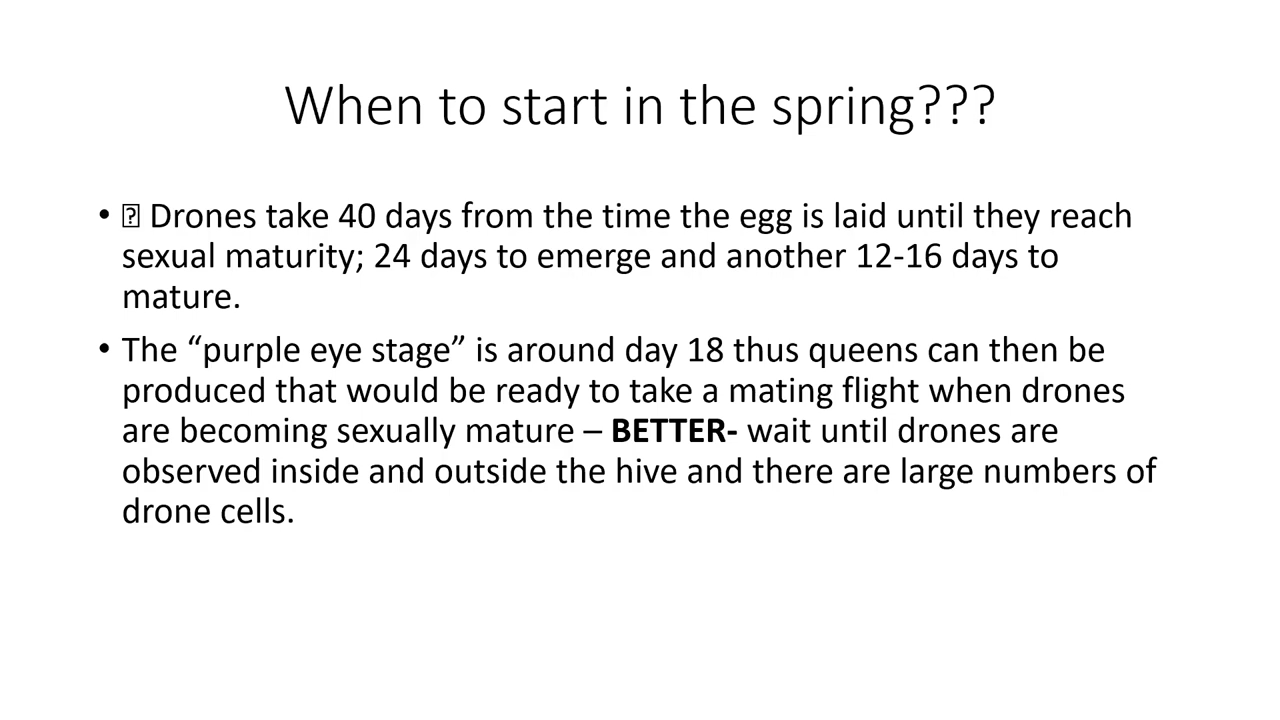 When to start in the spring???
• ⍰ Drones take 40 days from the time the egg is laid until they reach
sexual maturity; 24 days to emerge and another 12-16 days to
mature.
• The “purple eye stage” is around day 18 thus queens can then be
produced that would be ready to take a mating flight when drones
are becoming sexually mature – BETTER- wait until drones are
observed inside and outside the hive and there are large numbers of
drone cells.